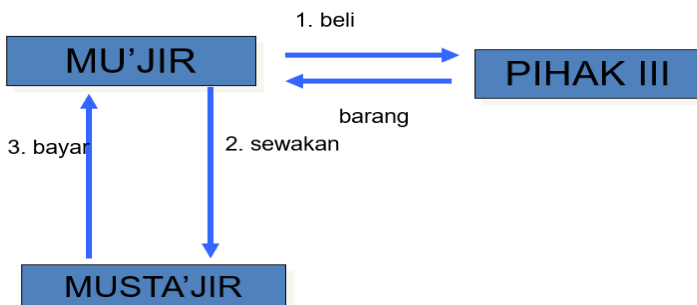 1. beli
MU’JIR
PIHAK III
barang
3. bayar
2. sewakan
MUSTA’JIR